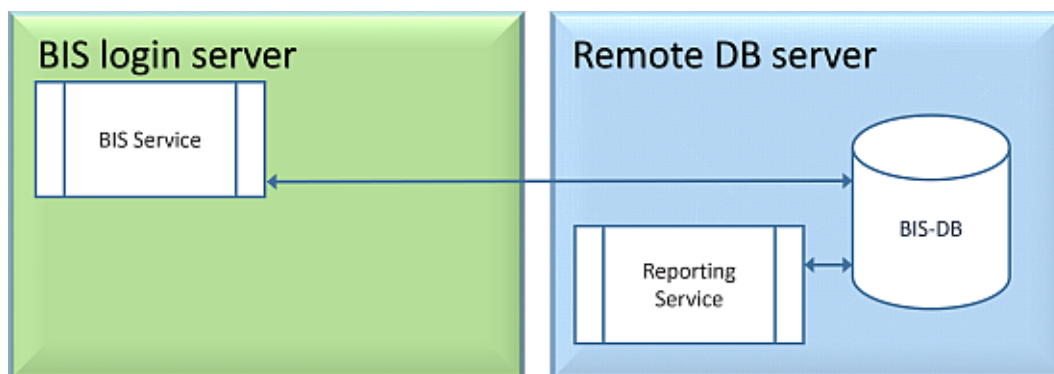 BIS login server
BIS Service
Remote DB server
BIS-DB
Reporting
Service